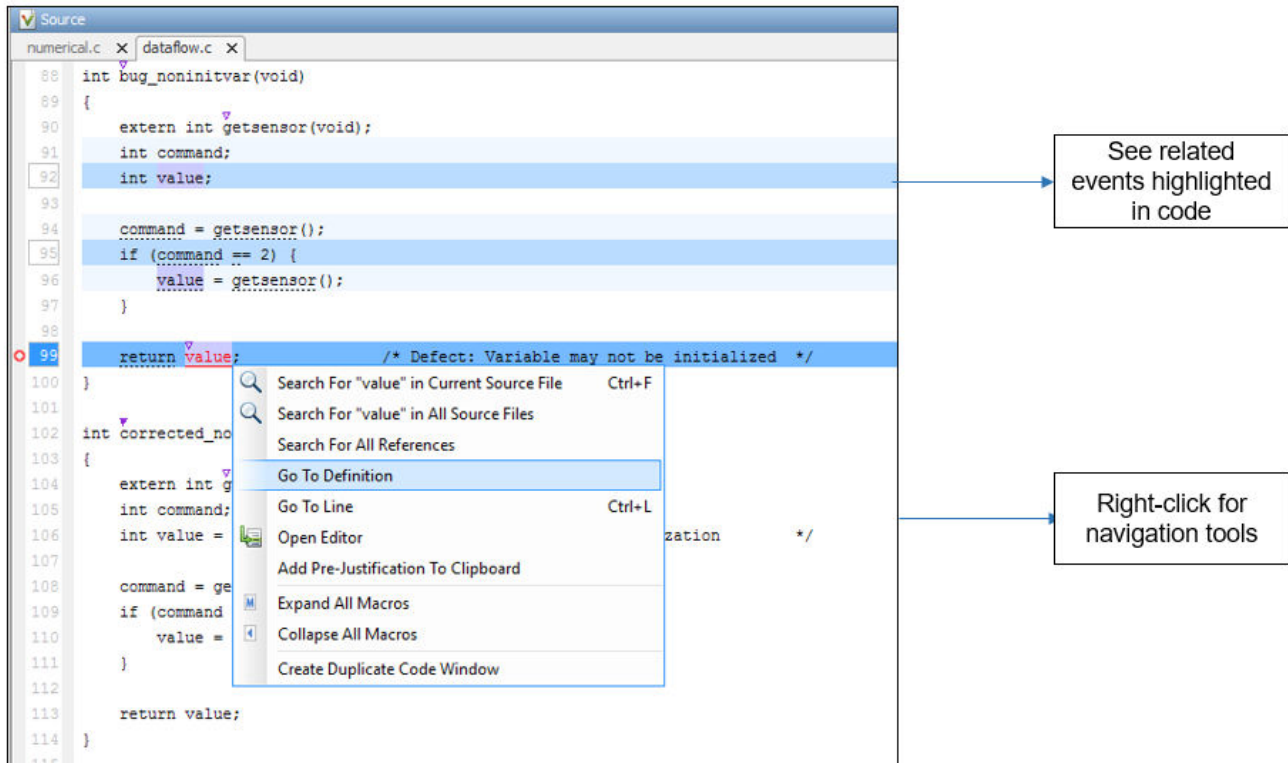 Source
numerical.c X dataflow.c X
88 int bug_noninitvar(void)
89 {
90 extern int getsensor(void);
91 int command;
92 int value;
93
94 command = getsensor();
95 if (command == 2) {
96 value = getsensor();
97 }
98
99 return value; /* Defect: Variable may not be initialized */
100 }
101
102 int corrected_no
103 {
104 extern int g
105 int command;
106 int value = zation */
107
108 command = ge
109 if (command
110 value =
111 }
112
113 return value;
114 }
Search For "value" in Current Source File Ctrl+F
Search For "value" in All Source Files
Search For All References
Go To Definition
Go To Line Ctrl+L
Open Editor
Add Pre-Justification To Clipboard
Expand All Macros
Collapse All Macros
Create Duplicate Code Window
See related
events highlighted
in code
Right-click for
navigation tools